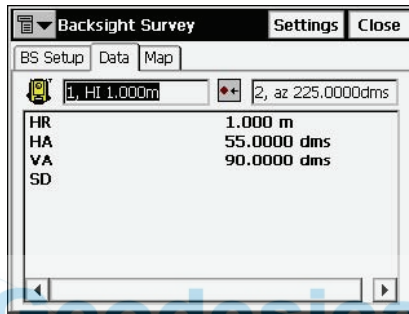 Backsight Survey Settings Close
BS Setup Data Map
1, HI 1.000m 2, az 225.0000dms
HR 1.000 m
HA 55.0000 dms
VA 90.0000 dms
SD